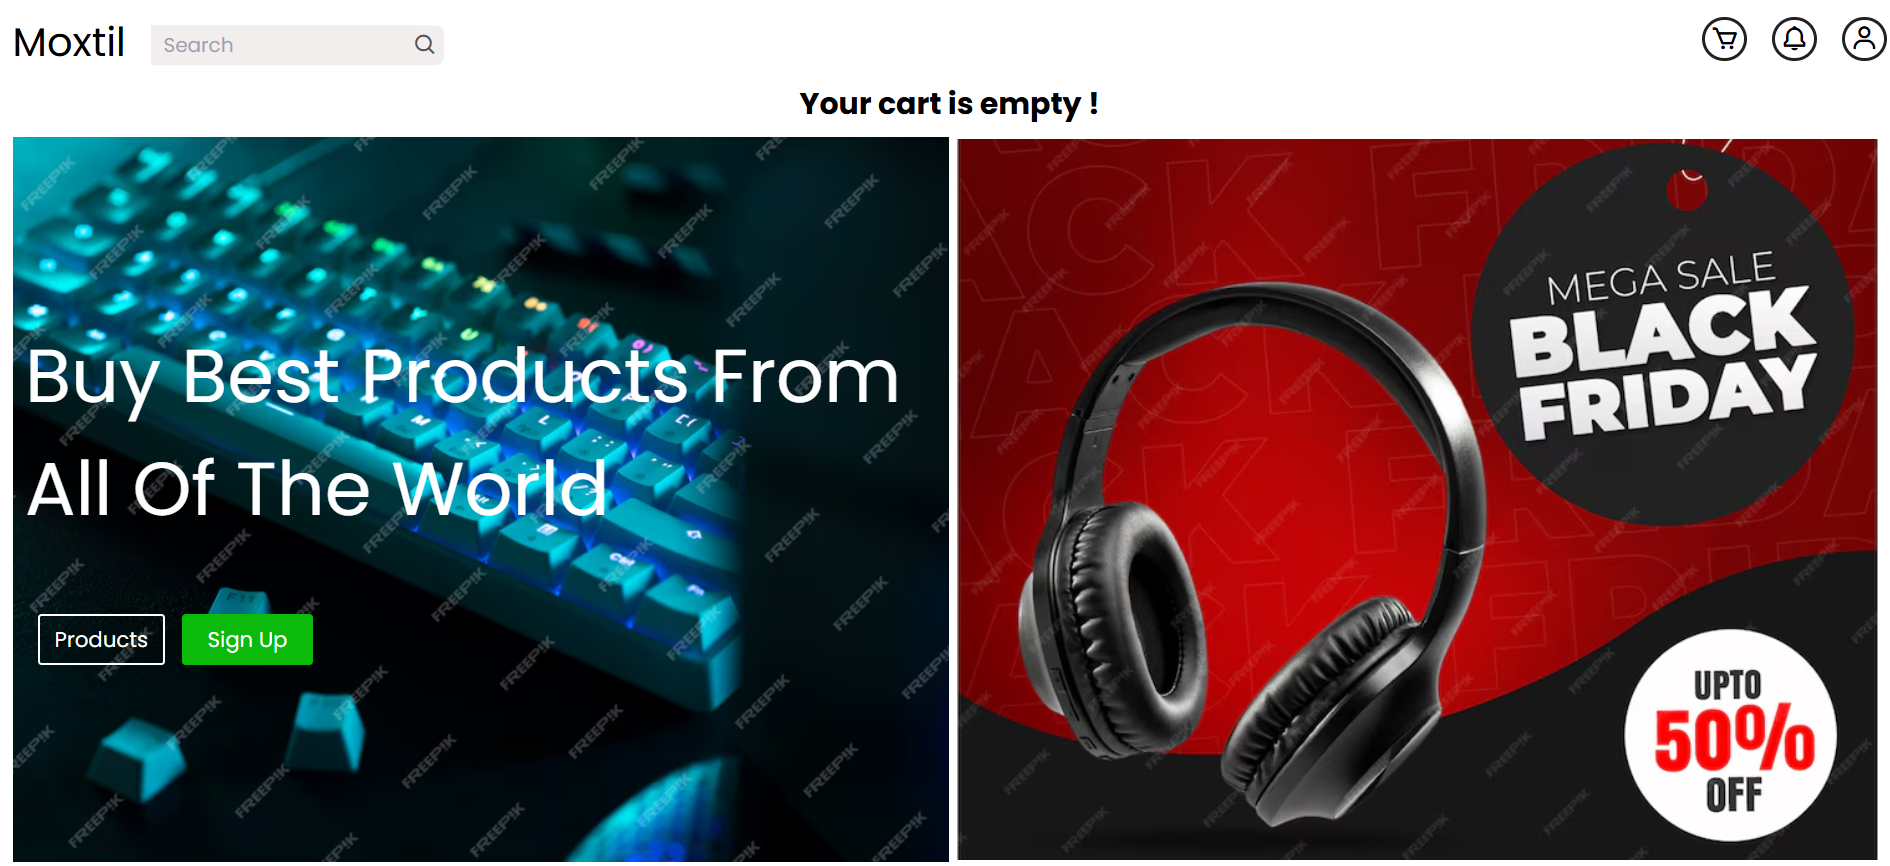 Moxtil
Search
Your cart is empty !
Buy Best Products From
All Of The World
Products
Sign Up
MEGA SALE
BLACK
FRIDAY
UPTO
50%
OFF
FREEPIK